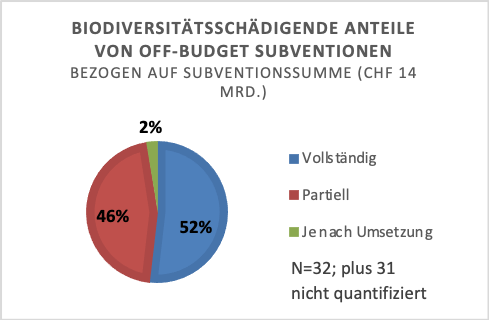 BIODIVERSITÄTSSCHÄDIGENDE ANTEILE
VON OFF-BUDGET SUBVENTIONEN
BEZOGEN AUF SUBVENTIONSSUMME (CHF 14
MRD.)
2%
46%
52%
Vollständig
Partiell
Je nach Umsetzung
N=32; plus 31
nicht quantifiziert